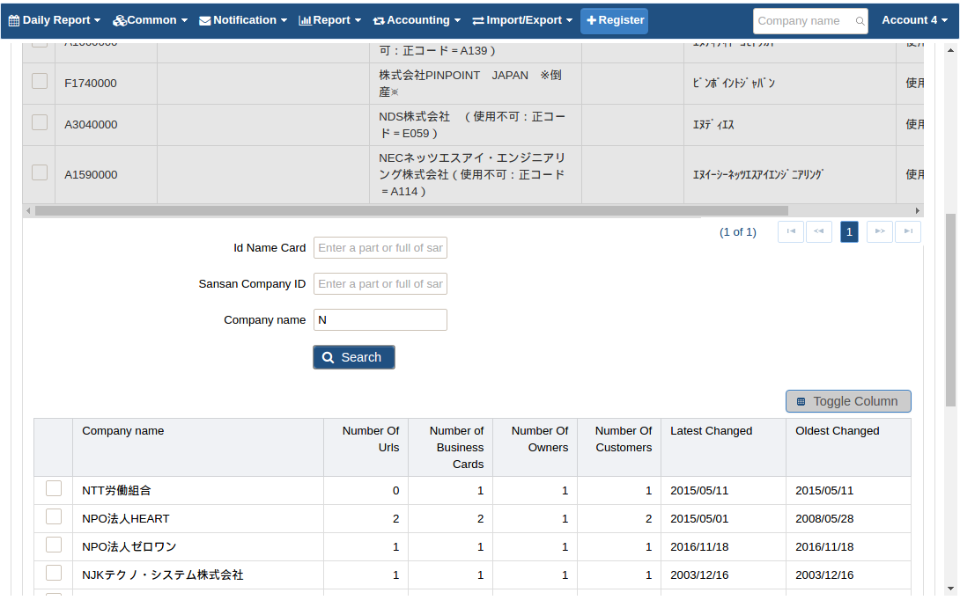 Daily Report Common Notification Report Accounting Import/Export Register Company name Account 4
可：正コード＝A139）
F1740000 株式会社PINPOINT　JAPAN　※倒 ﾋﾟﾝﾎﾟｲﾝﾄｼﾞｬﾊﾟﾝ 使用
産※
A3040000 NDS株式会社　（使用不可：正コー ｴﾇﾃﾞｨｴｽ 使用
ド＝E059）
A1590000 NECネッツエスアイ・エンジニアリ ｴﾇｲｰｼｰﾈｯﾂｴｽｱｲｴﾝｼﾞﾆｱﾘﾝｸﾞ 使用
ング株式会社（使用不可：正コード
＝A114）
(1 of 1) 1
Id Name Card Enter a part or full of sar
Sansan Company ID Enter a part or full of sar
Company name N
Search
Toggle Column
Company name Number Of Urls Number of Business Cards Number Of Owners Number Of Customers Latest Changed Oldest Changed
NTT労働組合 0 1 1 1 2015/05/11 2015/05/11
NPO法人HEART 2 2 1 2 2015/05/01 2008/05/28
NPO法人ゼロワン 1 1 1 1 2016/11/18 2016/11/18
NJKテクノ・システム株式会社 1 1 1 1 2003/12/16 2003/12/16